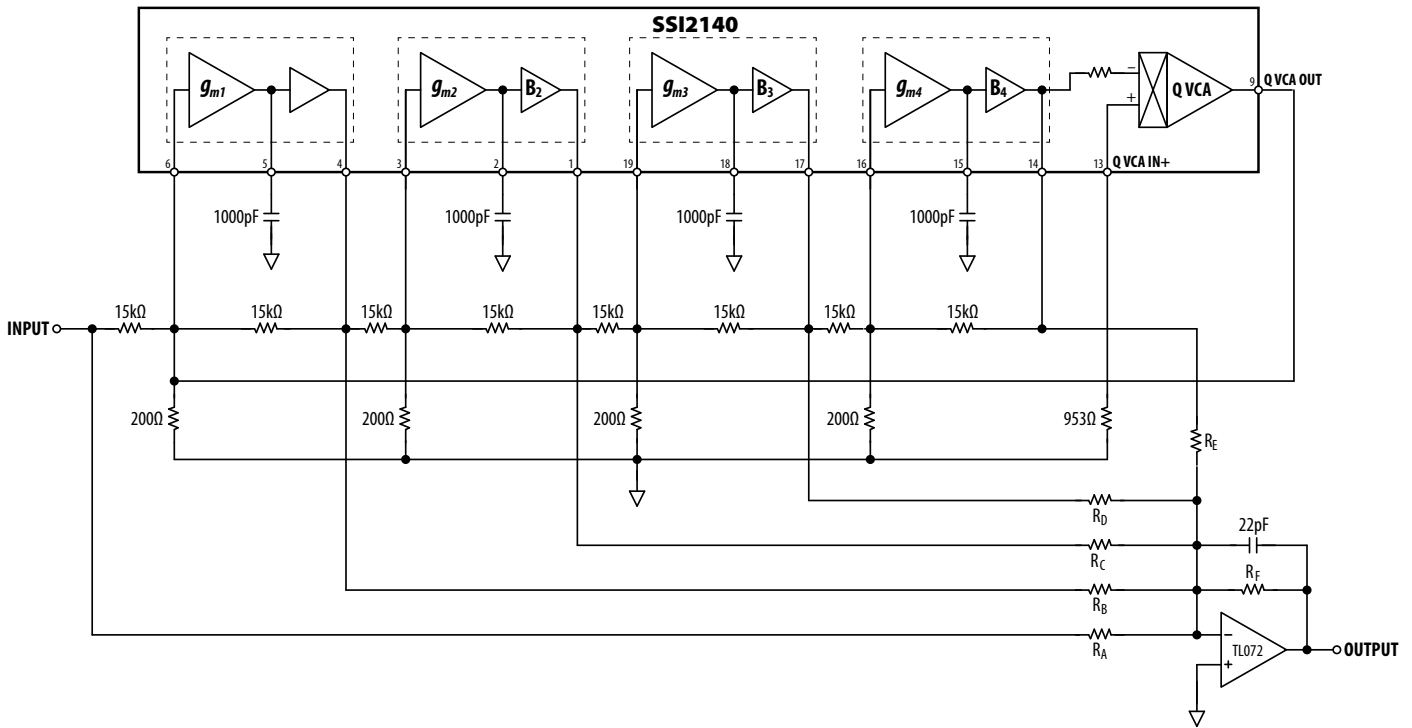 SSI2140
gm1
gm2
B2
gm3
B3
gm4
B4
−
+
Q VCA
9
Q VCA OUT
6
5
4
3
2
1
19
18
17
16
15
14
13
Q VCA IN+
1000pF
1000pF
1000pF
1000pF
INPUT
15kΩ
15kΩ
15kΩ
15kΩ
15kΩ
15kΩ
15kΩ
15kΩ
200Ω
200Ω
200Ω
200Ω
953Ω
RE
RD
22pF
RC
RF
RB
RA
−
TL072
+
OUTPUT